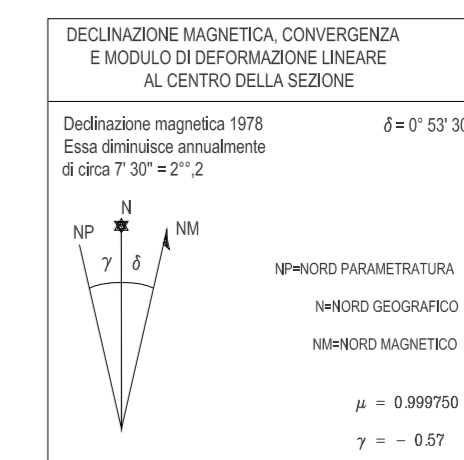 DECLINAZIONE MAGNETICA, CONVERGENZA
E MODULO DI DEFORMAZIONE LINEARE
AL CENTRO DELLA SEZIONE
Declinazione magnetica 1978 δ = 0° 53' 30
Essa diminuisce annualmente
di circa 7' 30" = 2°°,2
N
NP NM
γ δ
NP=NORD PARAMETRATURA
N=NORD GEOGRAFICO
NM=NORD MAGNETICO
μ = 0.999750
γ = - 0.57